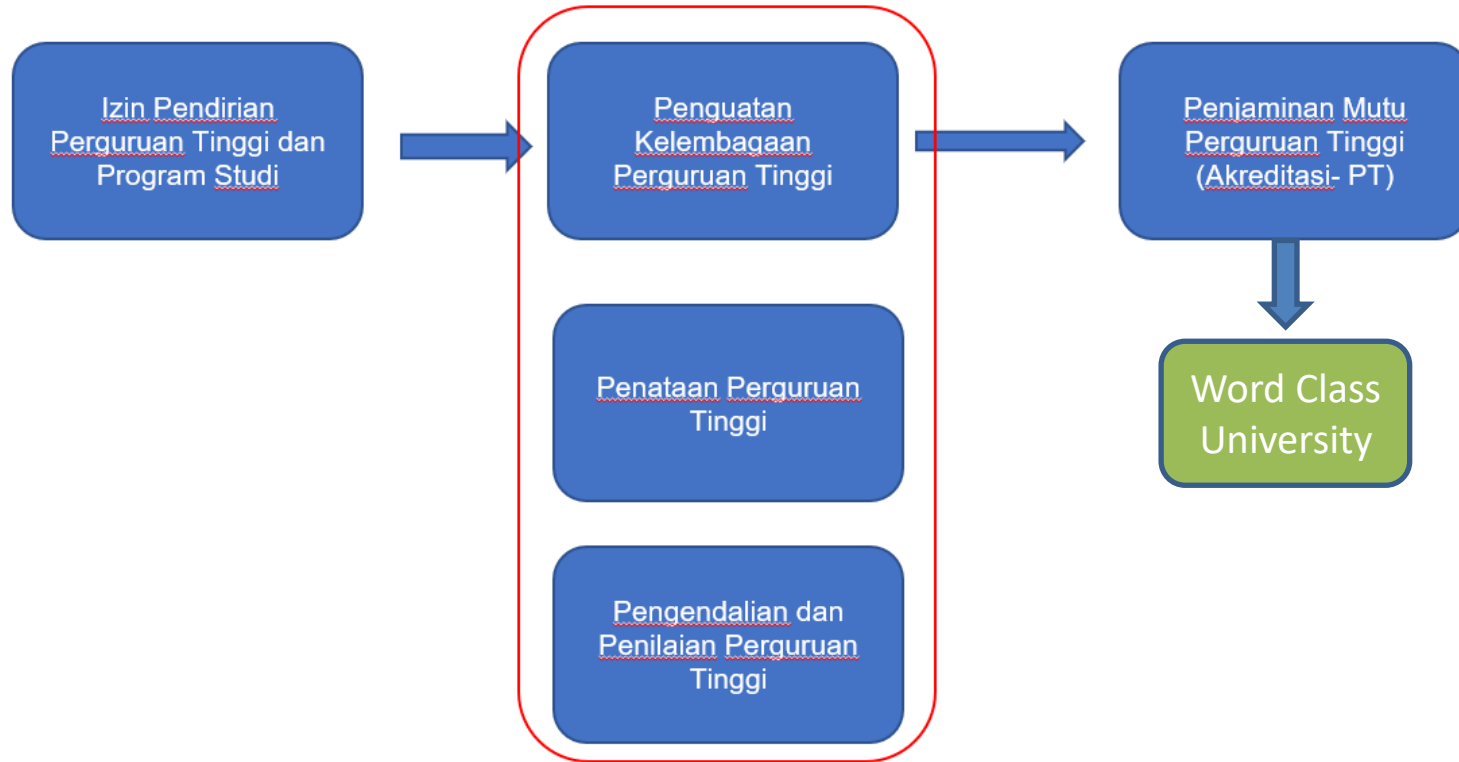 Izin Pendirian
Perguruan Tinggi dan
Program Studi
Penguatan
Kelembagaan
Perguruan Tinggi
Penataan Perguruan
Tinggi
Pengendalian dan
Penilaian Perguruan
Tinggi
Penjaminan Mutu
Perguruan Tinggi
(Akreditasi- PT)
Word Class
University